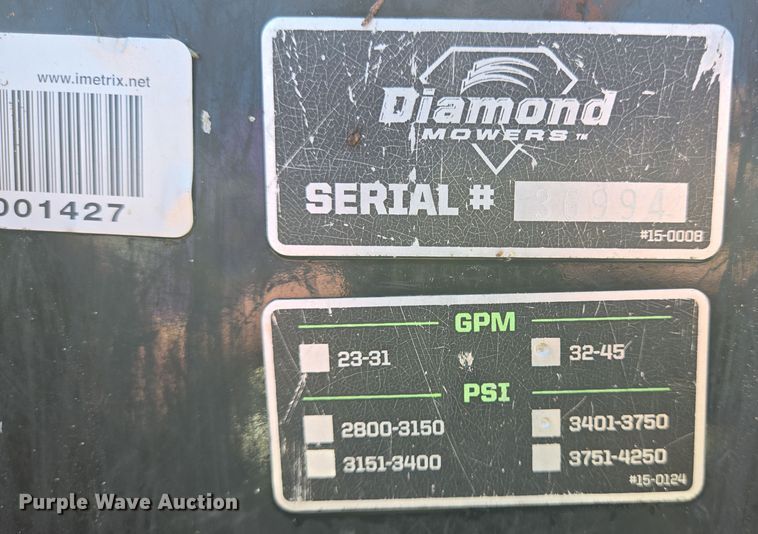 www.imetrix.net
001427
Diamond
MOWERS™
SERIAL # 36994
#15-0008
GPM
23-31
32-45
PSI
2800-3150
3401-3750
3151-3400
3751-4250
#15-0124
Purple Wave Auction